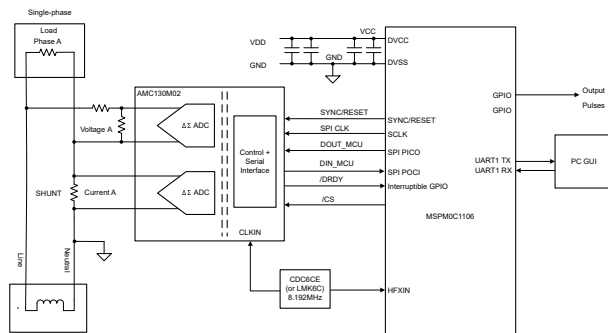 Single-phase
Load
Phase A
VDD
VCC
GND
GND
DVCC
DVSS
AMC130M02
Voltage A
ΔΣ ADC
SHUNT
Current A
ΔΣ ADC
Control +
Serial
Interface
CLKIN
SYNC/RESET
SPI CLK
DOUT_MCU
DIN_MCU
/DRDY
/CS
SYNC/RESET
SCLK
SPI PICO
SPI POCI
Interruptible GPIO
MSPM0C1106
HFXIN
GPIO
GPIO
Output
Pulses
UART1 TX
UART1 RX
PC GUI
CDC6CE
(or LMK6C)
8.192MHz
Line
Neutral